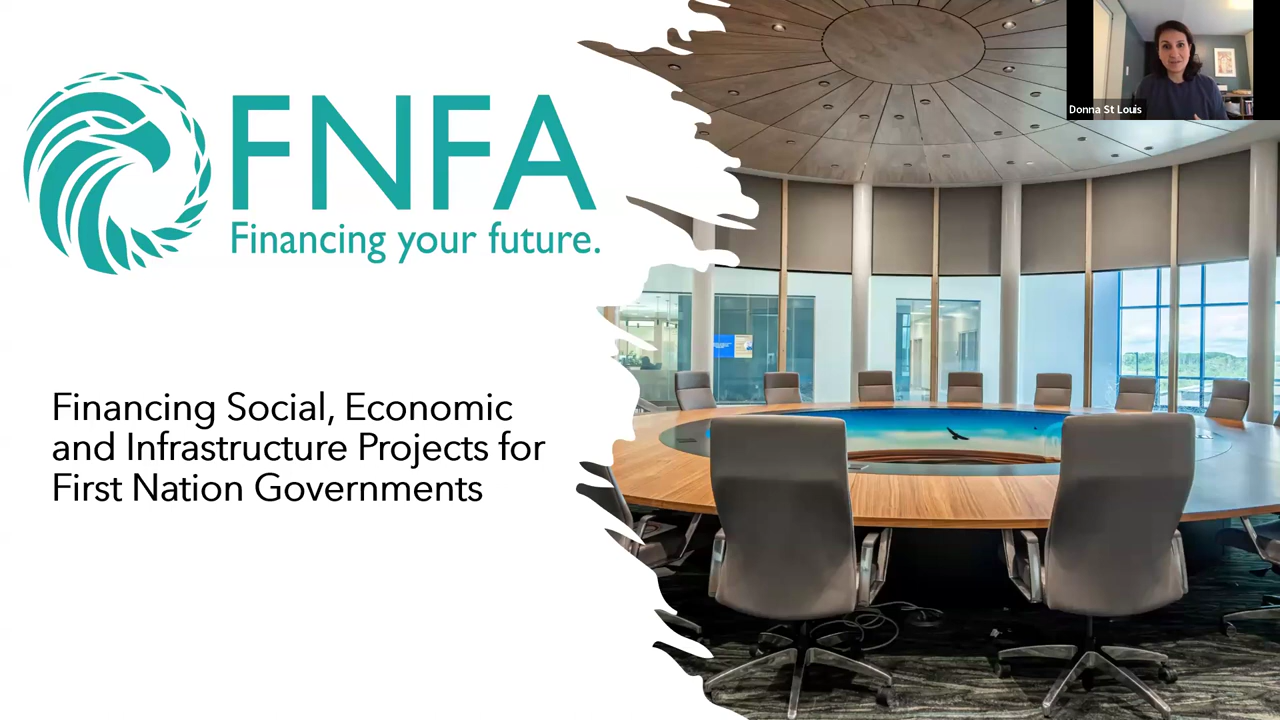 FNFA
Financing your future.
Donna St Louis
Financing Social, Economic
and Infrastructure Projects for
First Nation Governments